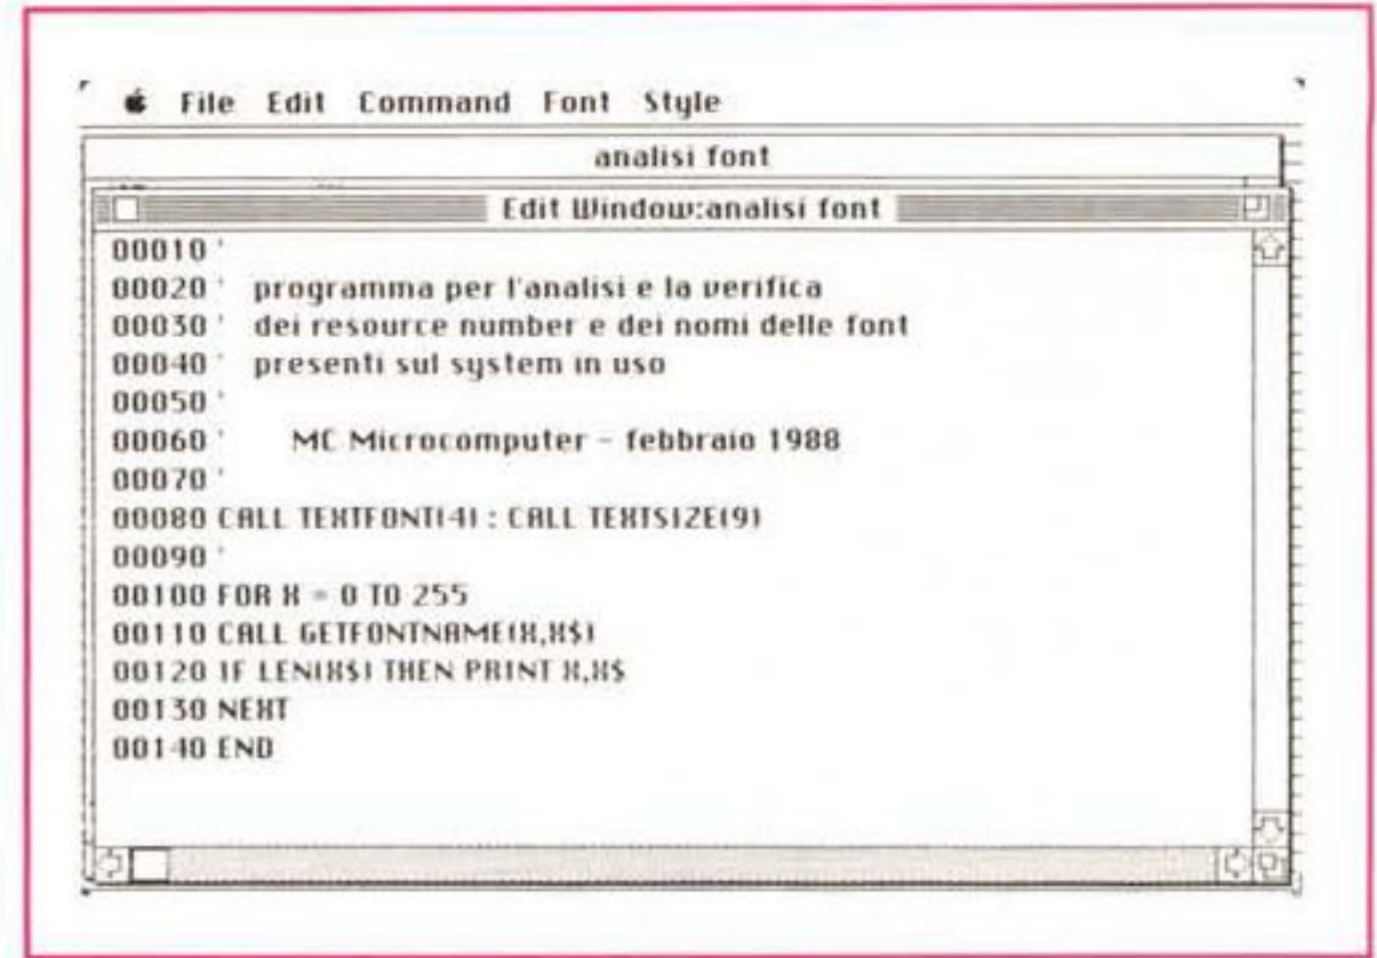 File Edit Command Font Style
analisi font
Edit Window:analisi font
00010 '
00020 ' programma per l'analisi e la verifica
00030 ' dei resource number e dei nomi delle font
00040 ' presenti sul system in uso
00050 '
00060 ' MC Microcomputer - febbraio 1988
00070 '
00080 CALL TEXTFONT(4) : CALL TEXTSIZE(9)
00090 '
00100 FOR X = 0 TO 255
00110 CALL GETFONTNAME(X,X$)
00120 IF LEN(X$) THEN PRINT X,X$
00130 NEXT
00140 END